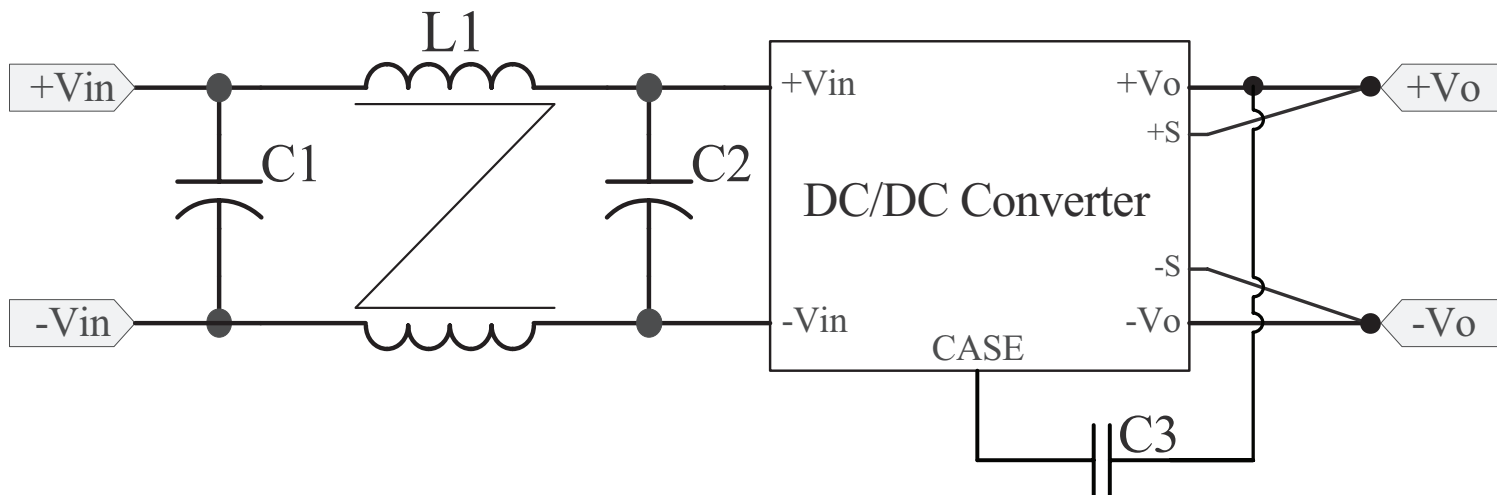 L1
+Vin
+Vin
+Vo
+Vo
+S
C1
C2
DC/DC Converter
-S
-Vin
-Vin
-Vo
-Vo
CASE
C3